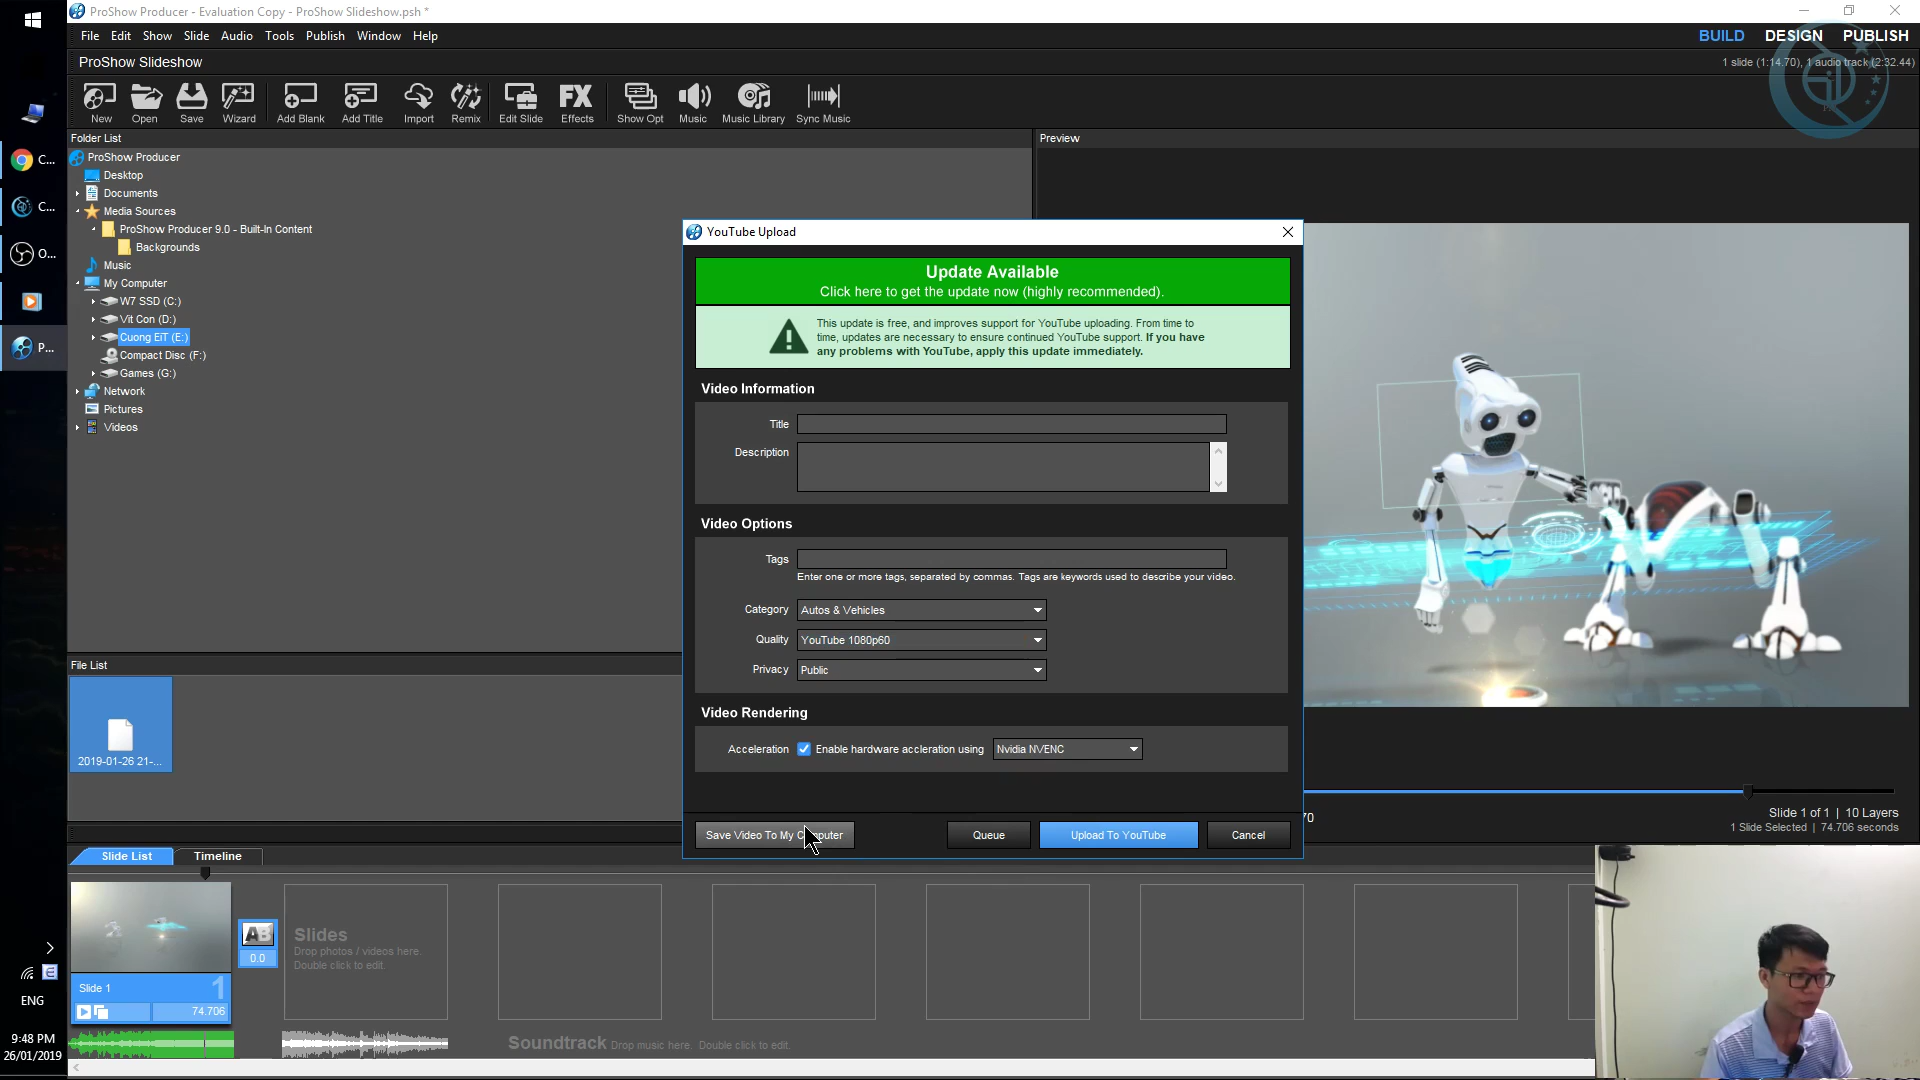 ProShow Producer - Evaluation Copy - ProShow Slideshow.psh *
File Edit Show Slide Audio Tools Publish Window Help
BUILD DESIGN PUBLISH
ProShow Slideshow
1 slide (1:14.70), 1 audio track (2:32.44)
New Open Save Wizard Add Blank Add Title Import Remix Edit Slide Effects Show Opt Music Music Library Sync Music
Folder List
Preview
ProShow Producer
Desktop
Documents
Media Sources
ProShow Producer 9.0 - Built-In Content
Backgrounds
Music
My Computer
W7 SSD (C:)
Vit Con (D:)
Cuong EiT (E:)
Compact Disc (F:)
Games (G:)
Network
Pictures
Videos
C...
C...
O...
P...
YouTube Upload
Update Available
Click here to get the update now (highly recommended).
This update is free, and improves support for YouTube uploading. From time to
time, updates are necessary to ensure continued YouTube support. If you have
any problems with YouTube, apply this update immediately.
Video Information
Title
Description
Video Options
Tags
Enter one or more tags, separated by commas. Tags are keywords used to describe your video.
Category Autos & Vehicles
Quality YouTube 1080p60
Privacy Public
Video Rendering
Acceleration Enable hardware accleration using Nvidia NVENC
Save Video To My Computer Queue Upload To YouTube Cancel
File List
2019-01-26 21-...
70
Slide 1 of 1 | 10 Layers
1 Slide Selected | 74.706 seconds
Slide List Timeline
AB
0.0
Slides
Drop photos / videos here.
Double click to edit.
Slide 1
1
74.706
Soundtrack Drop music here. Double click to edit.
ENG
9:48 PM
26/01/2019